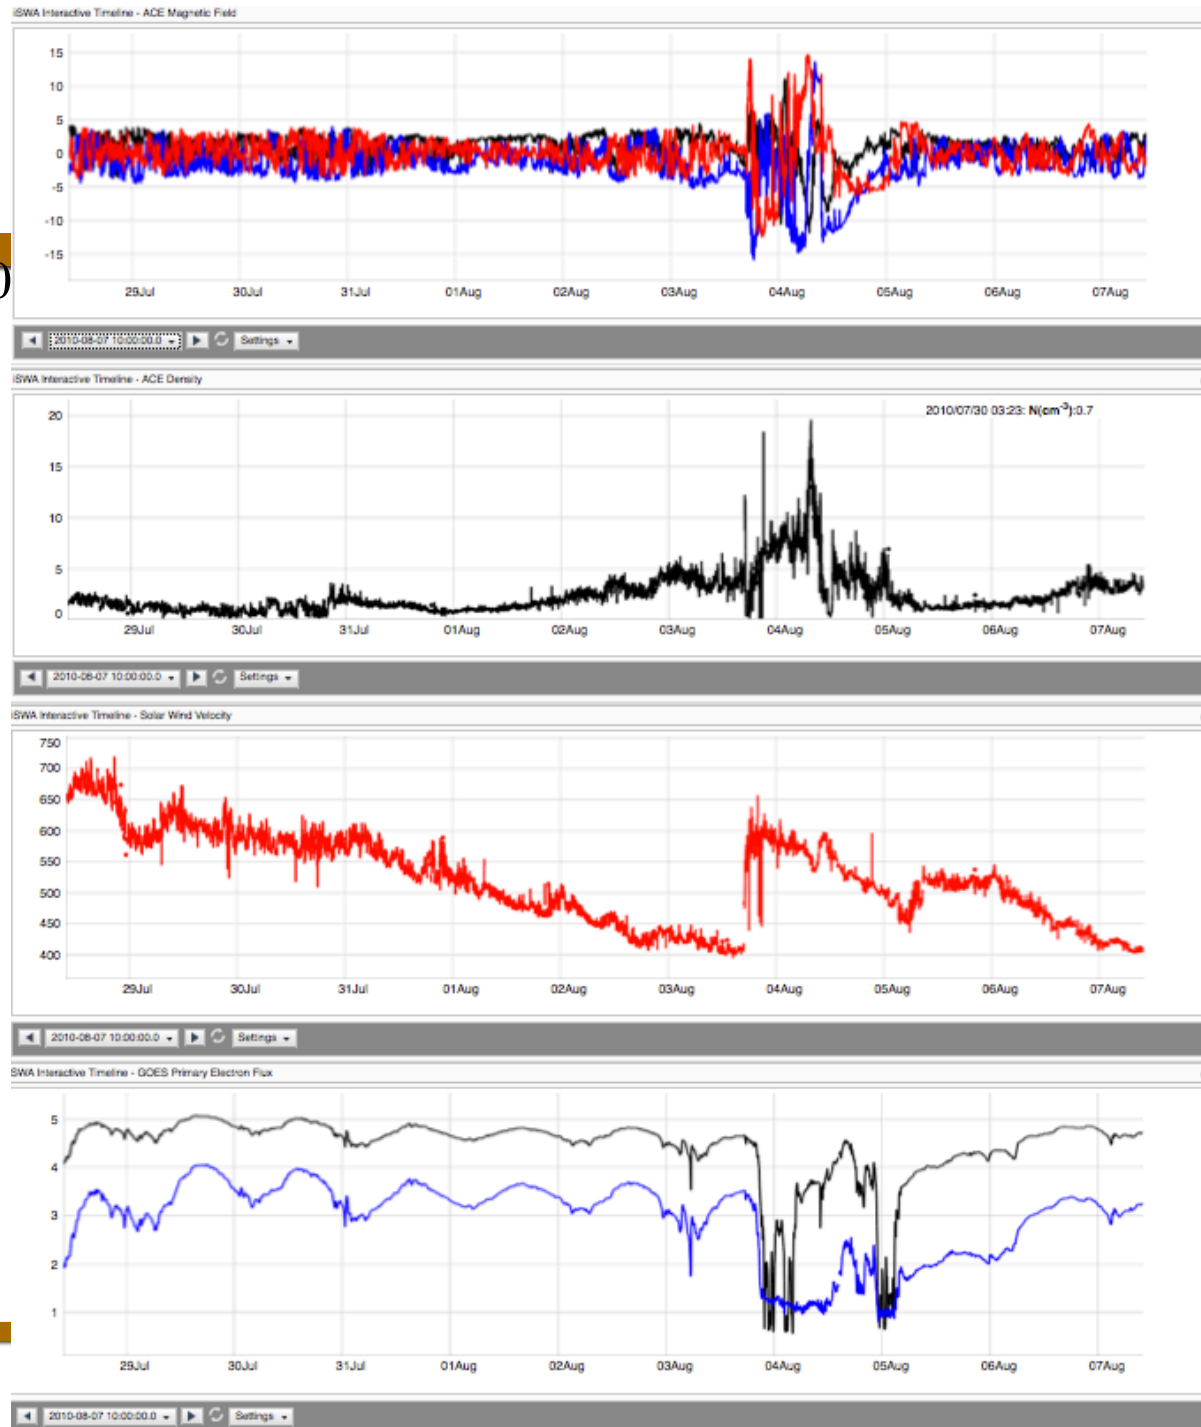 iSWA Interactive Timeline - ACE Magnetic Field
15
10
5
0
-5
-10
-15
29Jul 30Jul 31Jul 01Aug 02Aug 03Aug 04Aug 05Aug 06Aug 07Aug
2010-08-07 10:00:00.0 Settings
iSWA Interactive Timeline - ACE Density
2010/07/30 03:23: N(cm-3):0.7
20
15
10
5
0
29Jul 30Jul 31Jul 01Aug 02Aug 03Aug 04Aug 05Aug 06Aug 07Aug
2010-08-07 10:00:00.0 Settings
iSWA Interactive Timeline - Solar Wind Velocity
750
700
650
600
550
500
450
400
29Jul 30Jul 31Jul 01Aug 02Aug 03Aug 04Aug 05Aug 06Aug 07Aug
2010-08-07 10:00:00.0 Settings
SWA Interactive Timeline - GOES Primary Electron Flux
5
4
3
2
1
29Jul 30Jul 31Jul 01Aug 02Aug 03Aug 04Aug 05Aug 06Aug 07Aug
2010-08-07 10:00:00.0 Settings